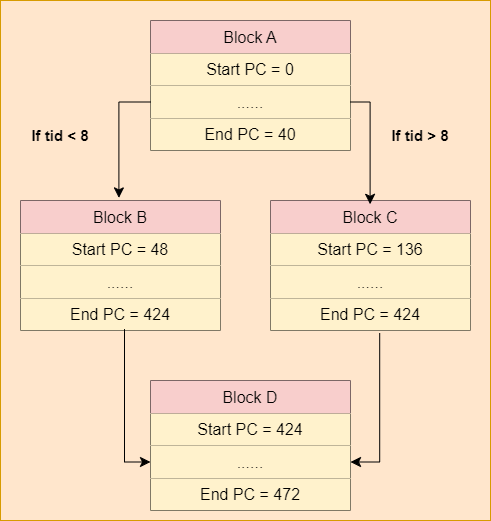 Block A
Start PC = 0
......
End PC = 40
If tid < 8
If tid > 8
Block B
Start PC = 48
......
End PC = 424
Block C
Start PC = 136
......
End PC = 424
Block D
Start PC = 424
......
End PC = 472